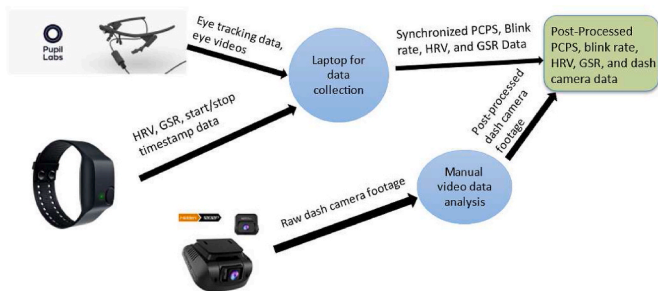 Pupil
Labs
Eye tracking data,
eye videos
Laptop for
data
collection
Synchronized PCPS, Blink
rate, HRV, and GSR Data
Post-Processed
PCPS, blink rate,
HRV, GSR, and dash
camera data
HRV, GSR, start/stop
timestamp data
Post-processed
dash camera
footage
Manual
video data
analysis
Raw dash camera footage